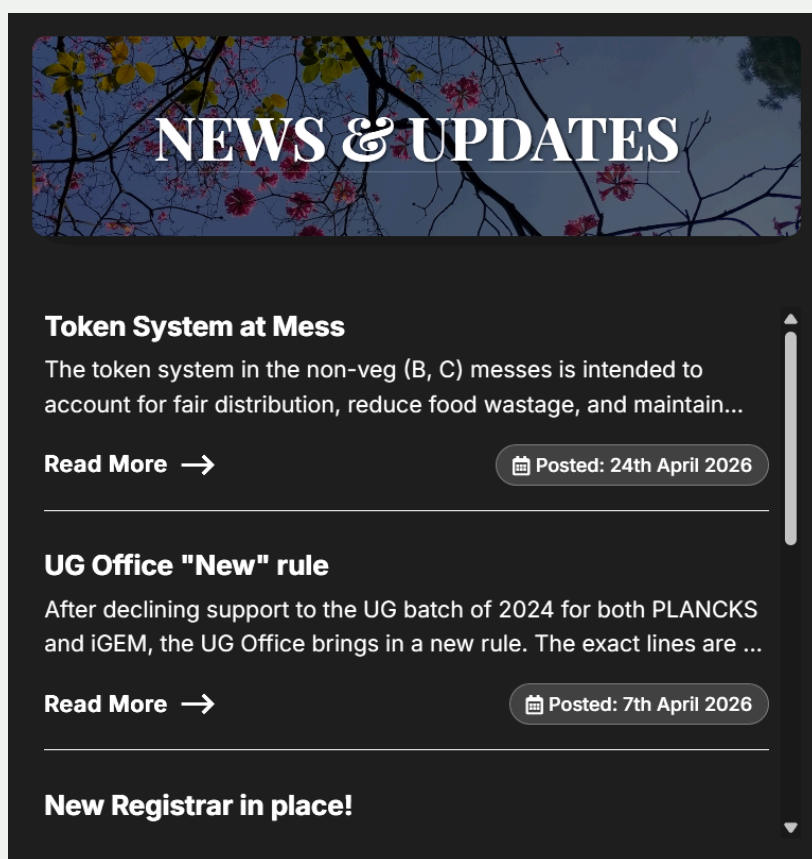 NEWS & UPDATES
Token System at Mess
The token system in the non-veg (B, C) messes is intended to
account for fair distribution, reduce food wastage, and maintain...
Read More
Posted: 24th April 2026
UG Office "New" rule
After declining support to the UG batch of 2024 for both PLANCKS
and iGEM, the UG Office brings in a new rule. The exact lines are ...
Read More
Posted: 7th April 2026
New Registrar in place!